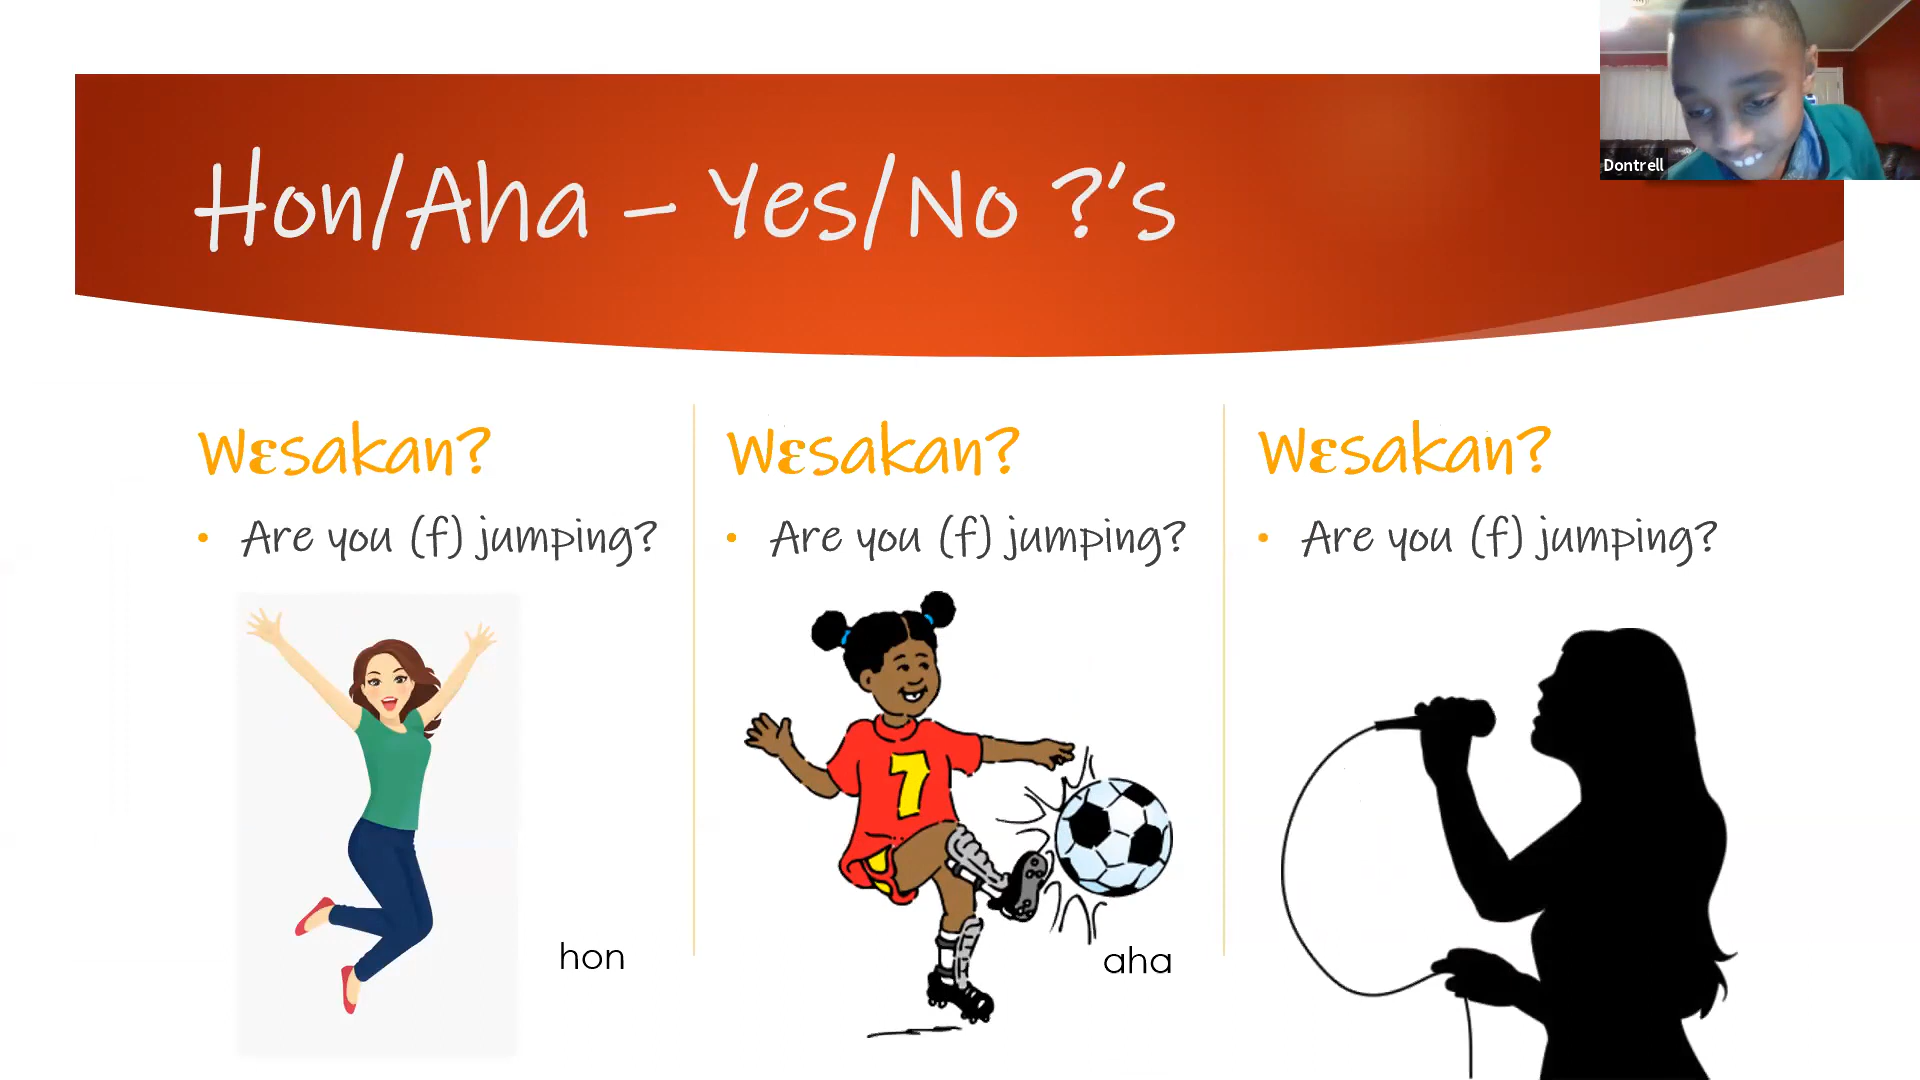 Dontrell
Hon/Aha – Yes/No ?'s
Wɛsakan?
• Are you (f) jumping?
hon
Wɛsakan?
• Are you (f) jumping?
7
aha
Wɛsakan?
• Are you (f) jumping?